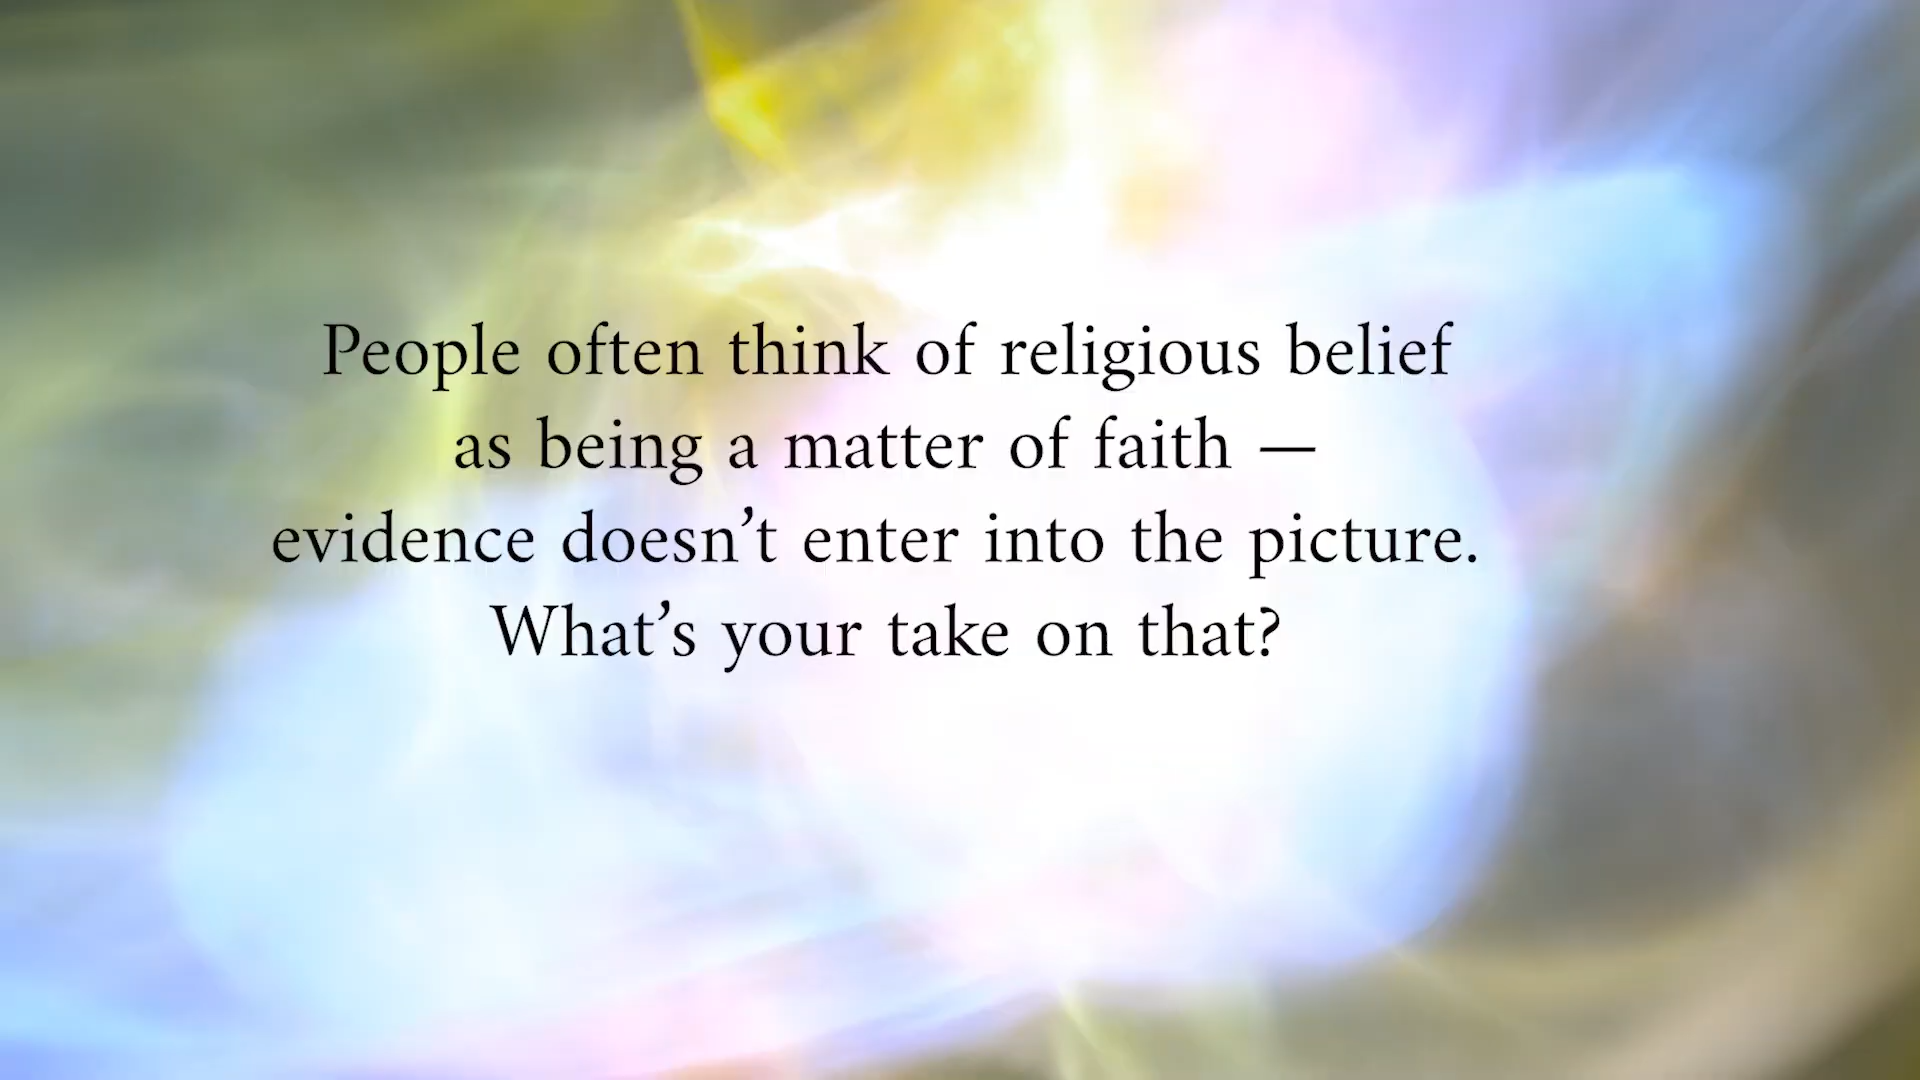 People often think of religious belief
as being a matter of faith —
evidence doesn’t enter into the picture.
What’s your take on that?